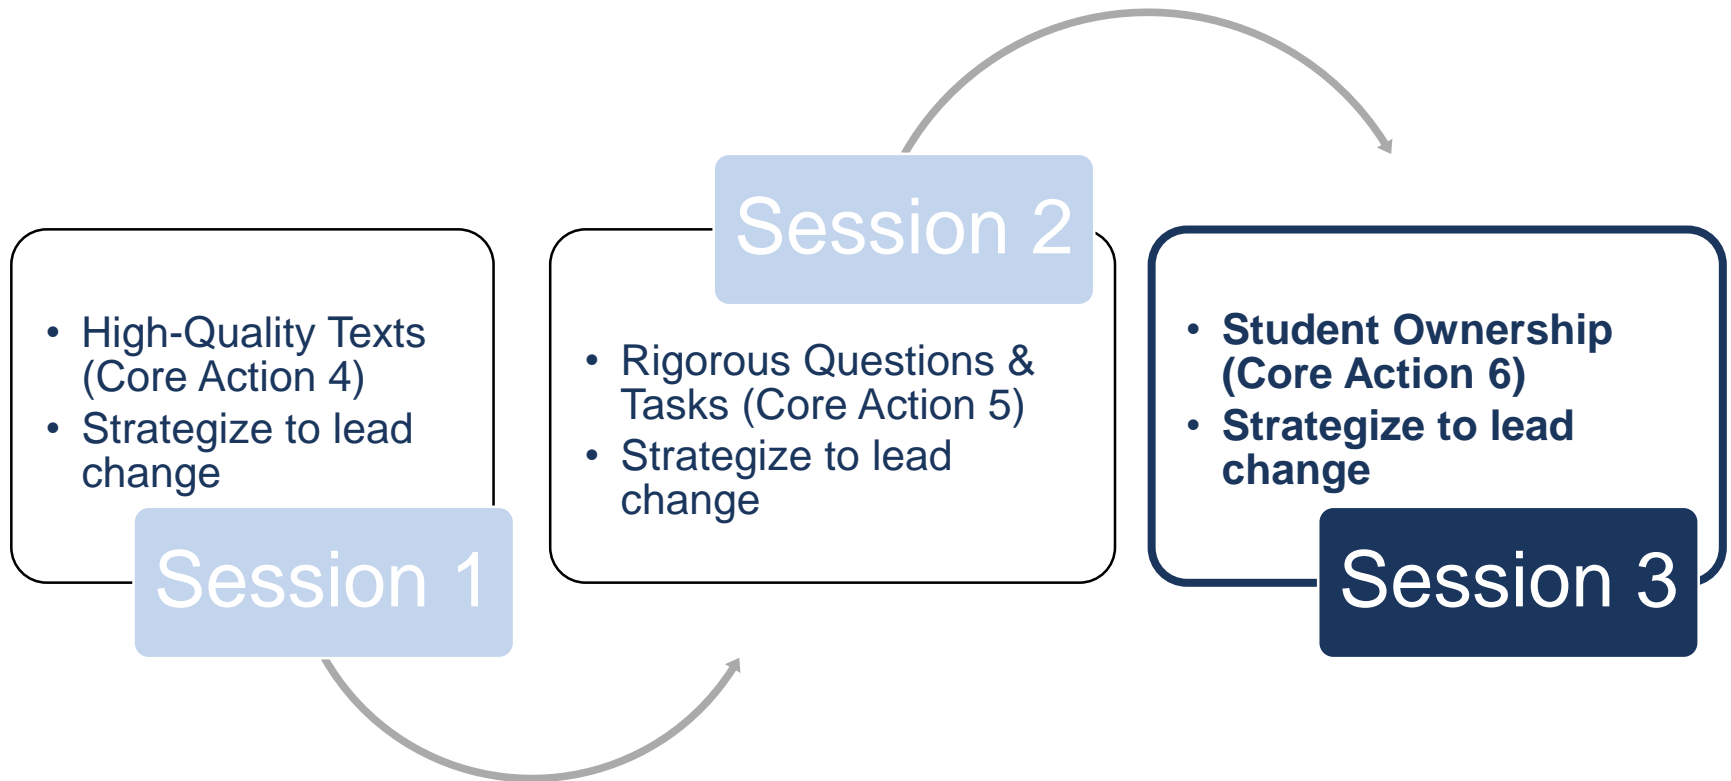 • High-Quality Texts
(Core Action 4)
• Strategize to lead
change
Session 1
Session 2
• Rigorous Questions &
Tasks (Core Action 5)
• Strategize to lead
change
• Student Ownership
(Core Action 6)
• Strategize to lead
change
Session 3